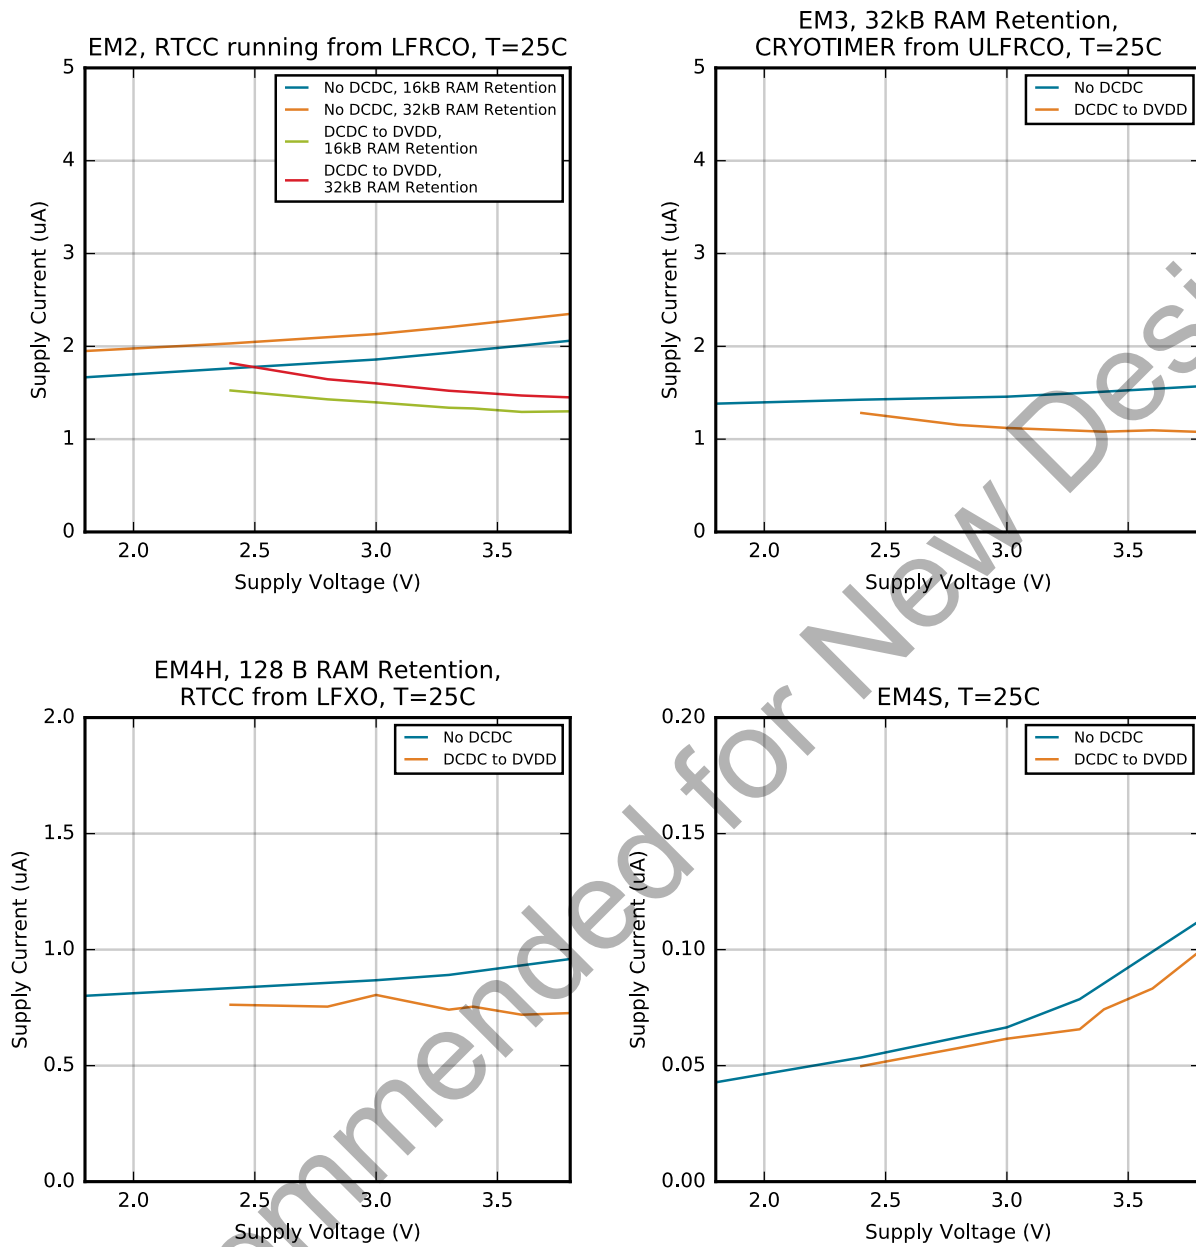 EM2, RTCC running from LFRCO, T=25C
5
4
3
2
1
0
Supply Current (uA)
No DCDC, 16kB RAM Retention
No DCDC, 32kB RAM Retention
DCDC to DVDD,
16kB RAM Retention
DCDC to DVDD,
32kB RAM Retention
2.0 2.5 3.0 3.5
Supply Voltage (V)
EM3, 32kB RAM Retention,
CRYOTIMER from ULFRCO, T=25C
5
4
3
2
1
0
Supply Current (uA)
No DCDC
DCDC to DVDD
2.0 2.5 3.0 3.5
Supply Voltage (V)
EM4H, 128 B RAM Retention,
RTCC from LFXO, T=25C
2.0
1.5
1.0
0.5
0.0
Supply Current (uA)
No DCDC
DCDC to DVDD
2.0 2.5 3.0 3.5
Supply Voltage (V)
EM4S, T=25C
0.20
0.15
0.10
0.05
0.00
Supply Current (uA)
No DCDC
DCDC to DVDD
2.0 2.5 3.0 3.5
Supply Voltage (V)
ommended for New Desi